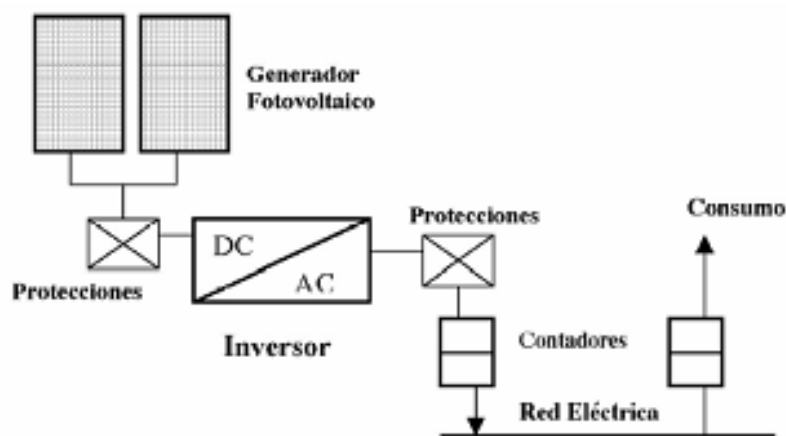 Generador
Fotovoltaico
Protecciones
Consumo
DC
AC
Protecciones
Inversor
Contadores
Red Eléctrica